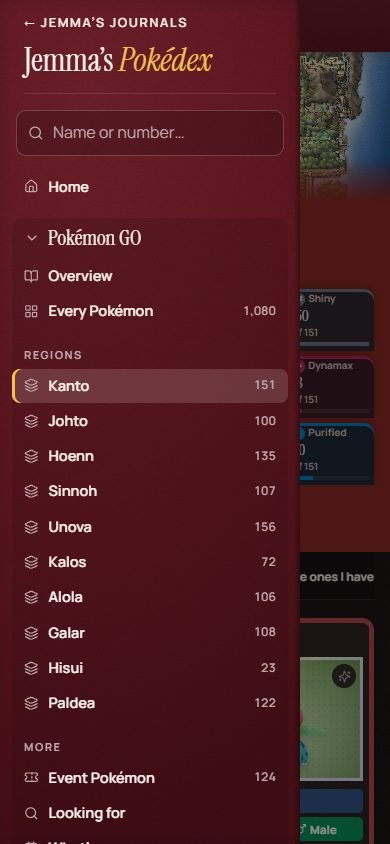 ← JEMMA'S JOURNALS
Jemma's Pokédex
Name or number...
Home
Pokémon GO
Overview
Every Pokémon 1,080
REGIONS
Kanto 151
Johto 100
Hoenn 135
Sinnoh 107
Unova 156
Kalos 72
Alola 106
Galar 108
Hisui 23
Paldea 122
MORE
Event Pokémon 124
Looking for
Shiny
151
Dynamax
151
Purified
151
e ones I have
Male